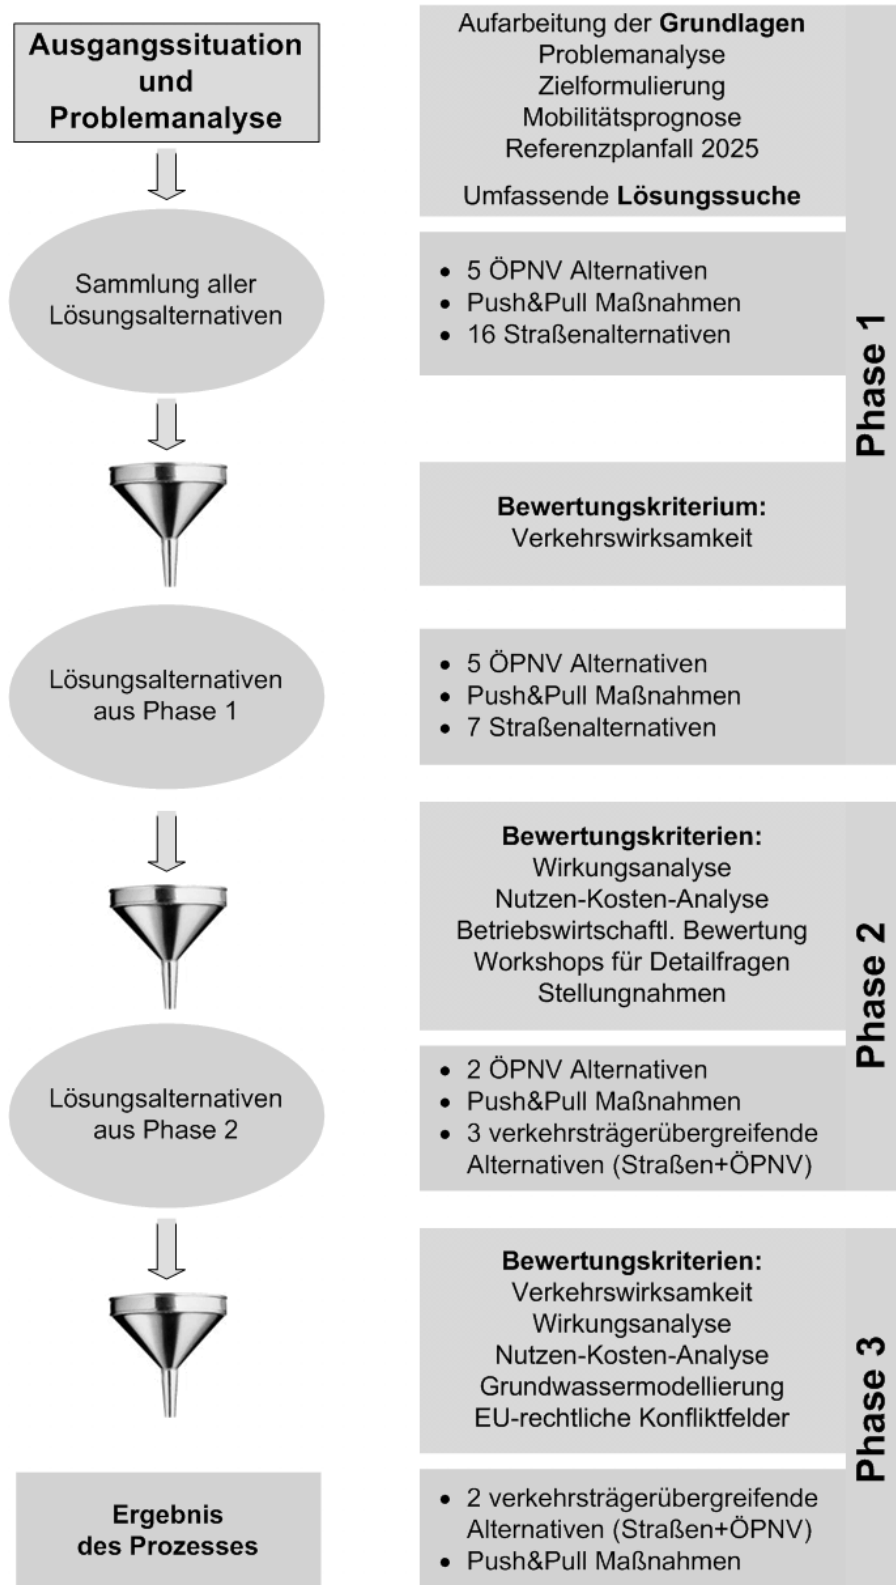 Ausgangssituation
und
Problemanalyse
Aufarbeitung der Grundlagen
Problemanalyse
Zielformulierung
Mobilitätsprognose
Referenzplanfall 2025
Umfassende Lösungssuche
Sammlung aller
Lösungsalternativen
• 5 ÖPNV Alternativen
• Push&Pull Maßnahmen
• 16 Straßenalternativen
Phase 1
Bewertungskriterium:
Verkehrswirksamkeit
Lösungsalternativen
aus Phase 1
• 5 ÖPNV Alternativen
• Push&Pull Maßnahmen
• 7 Straßenalternativen
Bewertungskriterien:
Wirkungsanalyse
Nutzen-Kosten-Analyse
Betriebswirtschaftl. Bewertung
Workshops für Detailfragen
Stellungnahmen
Phase 2
Lösungsalternativen
aus Phase 2
• 2 ÖPNV Alternativen
• Push&Pull Maßnahmen
• 3 verkehrsträgerübergreifende
Alternativen (Straßen+ÖPNV)
Bewertungskriterien:
Verkehrswirksamkeit
Wirkungsanalyse
Nutzen-Kosten-Analyse
Grundwassermodellierung
EU-rechtliche Konfliktfelder
Phase 3
Ergebnis
des Prozesses
• 2 verkehrsträgerübergreifende
Alternativen (Straßen+ÖPNV)
• Push&Pull Maßnahmen